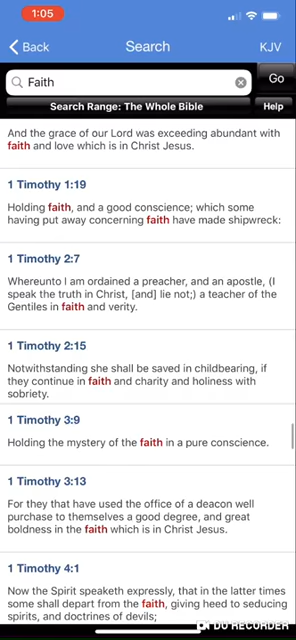 1:05
Back
Search
KJV
Faith
Go
Search Range: The Whole Bible
Help
And the grace of our Lord was exceeding abundant with
faith and love which is in Christ Jesus.
1 Timothy 1:19
Holding faith, and a good conscience; which some
having put away concerning faith have made shipwreck:
1 Timothy 2:7
Whereunto I am ordained a preacher, and an apostle, (I
speak the truth in Christ, [and] lie not;) a teacher of the
Gentiles in faith and verity.
1 Timothy 2:15
Notwithstanding she shall be saved in childbearing, if
they continue in faith and charity and holiness with
sobriety.
1 Timothy 3:9
Holding the mystery of the faith in a pure conscience.
1 Timothy 3:13
For they that have used the office of a deacon well
purchase to themselves a good degree, and great
boldness in the faith which is in Christ Jesus.
1 Timothy 4:1
Now the Spirit speaketh expressly, that in the latter times
some shall depart from the faith, giving heed to seducing
spirits, and doctrines of devils;
DU RECORDER